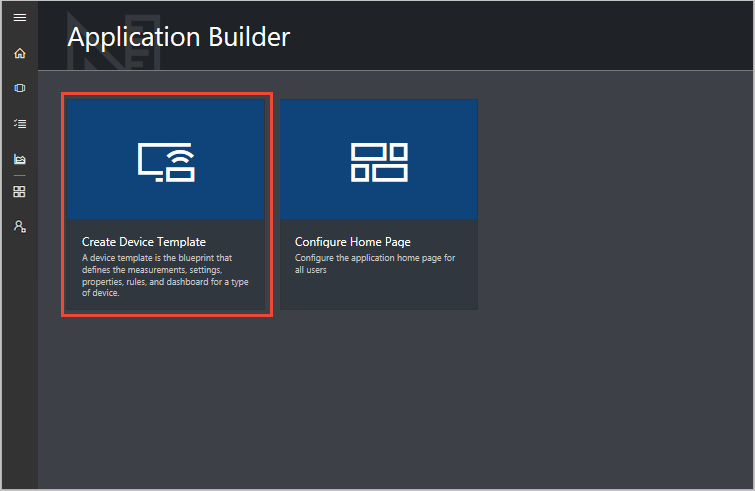 Application Builder
Create Device Template
A device template is the blueprint that
defines the measurements, settings,
properties, rules, and dashboard for a type
of device.
Configure Home Page
Configure the application home page for
all users